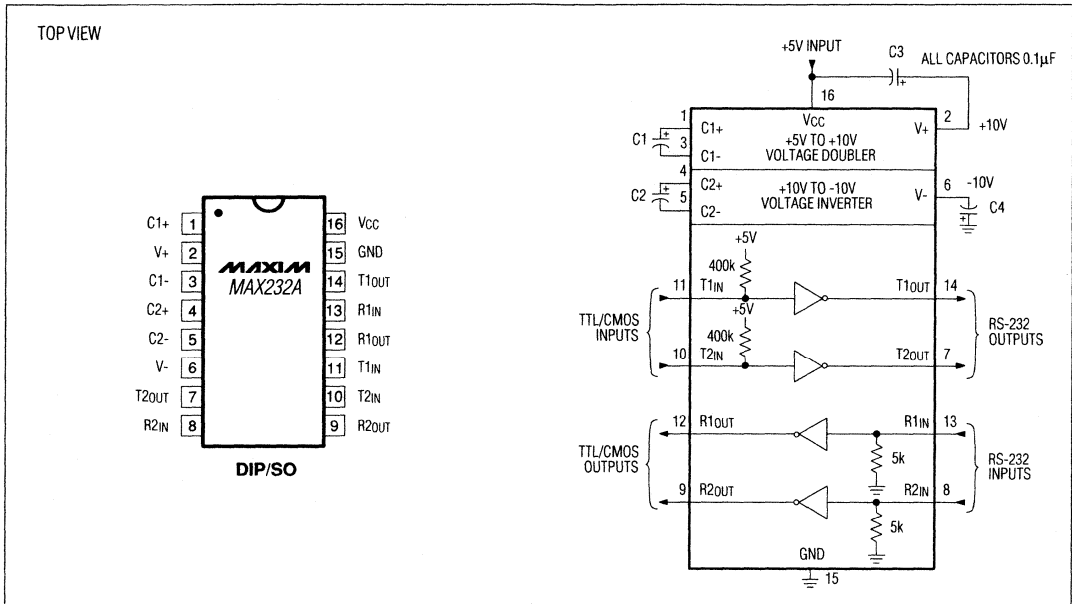 TOP VIEW
C1+ 1
V+ 2
C1- 3
C2+ 4
C2- 5
V- 6
T2OUT 7
R2IN 8
16 VCC
15 GND
14 T1OUT
13 R1IN
12 R1OUT
11 T1IN
10 T2IN
9 R2OUT
MAXIM
MAX232A
DIP/SO
+5V INPUT
C3
ALL CAPACITORS 0.1µF
16
VCC
1
C1+
C1
+
3
C1-
+5V TO +10V
VOLTAGE DOUBLER
V+
2
+10V
+
4
C2+
C2
+
5
C2-
+10V TO -10V
VOLTAGE INVERTER
V-
6
-10V
C4
+
+5V
400k
11
T1IN
T1OUT
14
+5V
400k
TTL/CMOS
INPUTS
RS-232
OUTPUTS
10
T2IN
T2OUT
7
12
R1OUT
R1IN
13
5k
TTL/CMOS
OUTPUTS
RS-232
INPUTS
9
R2OUT
R2IN
8
5k
GND
15